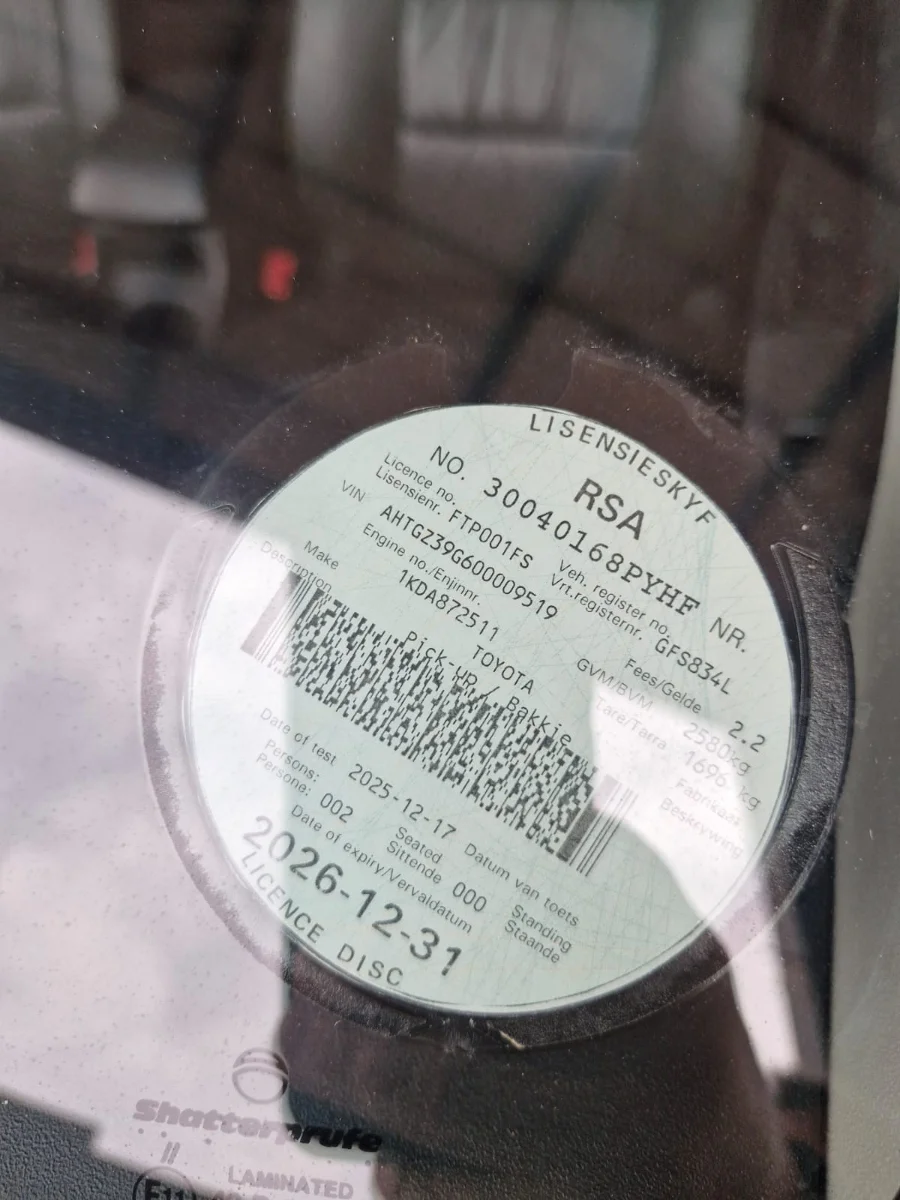 LISENSIESKYF
RSA
NO. 30040168PYHF NR.
Licence no. Veh. register no.
Lisensienr. FTP001FS Vrt.registernr. GFS834L
VIN AHTGZ39G600009519 Fees/Gelde 2.2
Engine no./Enjinnr. GVM/BVM 2580kg
1KDA872511 Tare/Tarra 1696 kg
Make TOYOTA Fabrikaat
Description Pick-up / Bakkie Beskrywing
Date of test 2025-12-17 Datum van toets
Persons: Seated Standing
Persone: 002 Sittende 000 Staande
Date of expiry/Vervaldatum
2026-12-31
LICENCE DISC
Shatterprufe
II
LAMINATED
E11